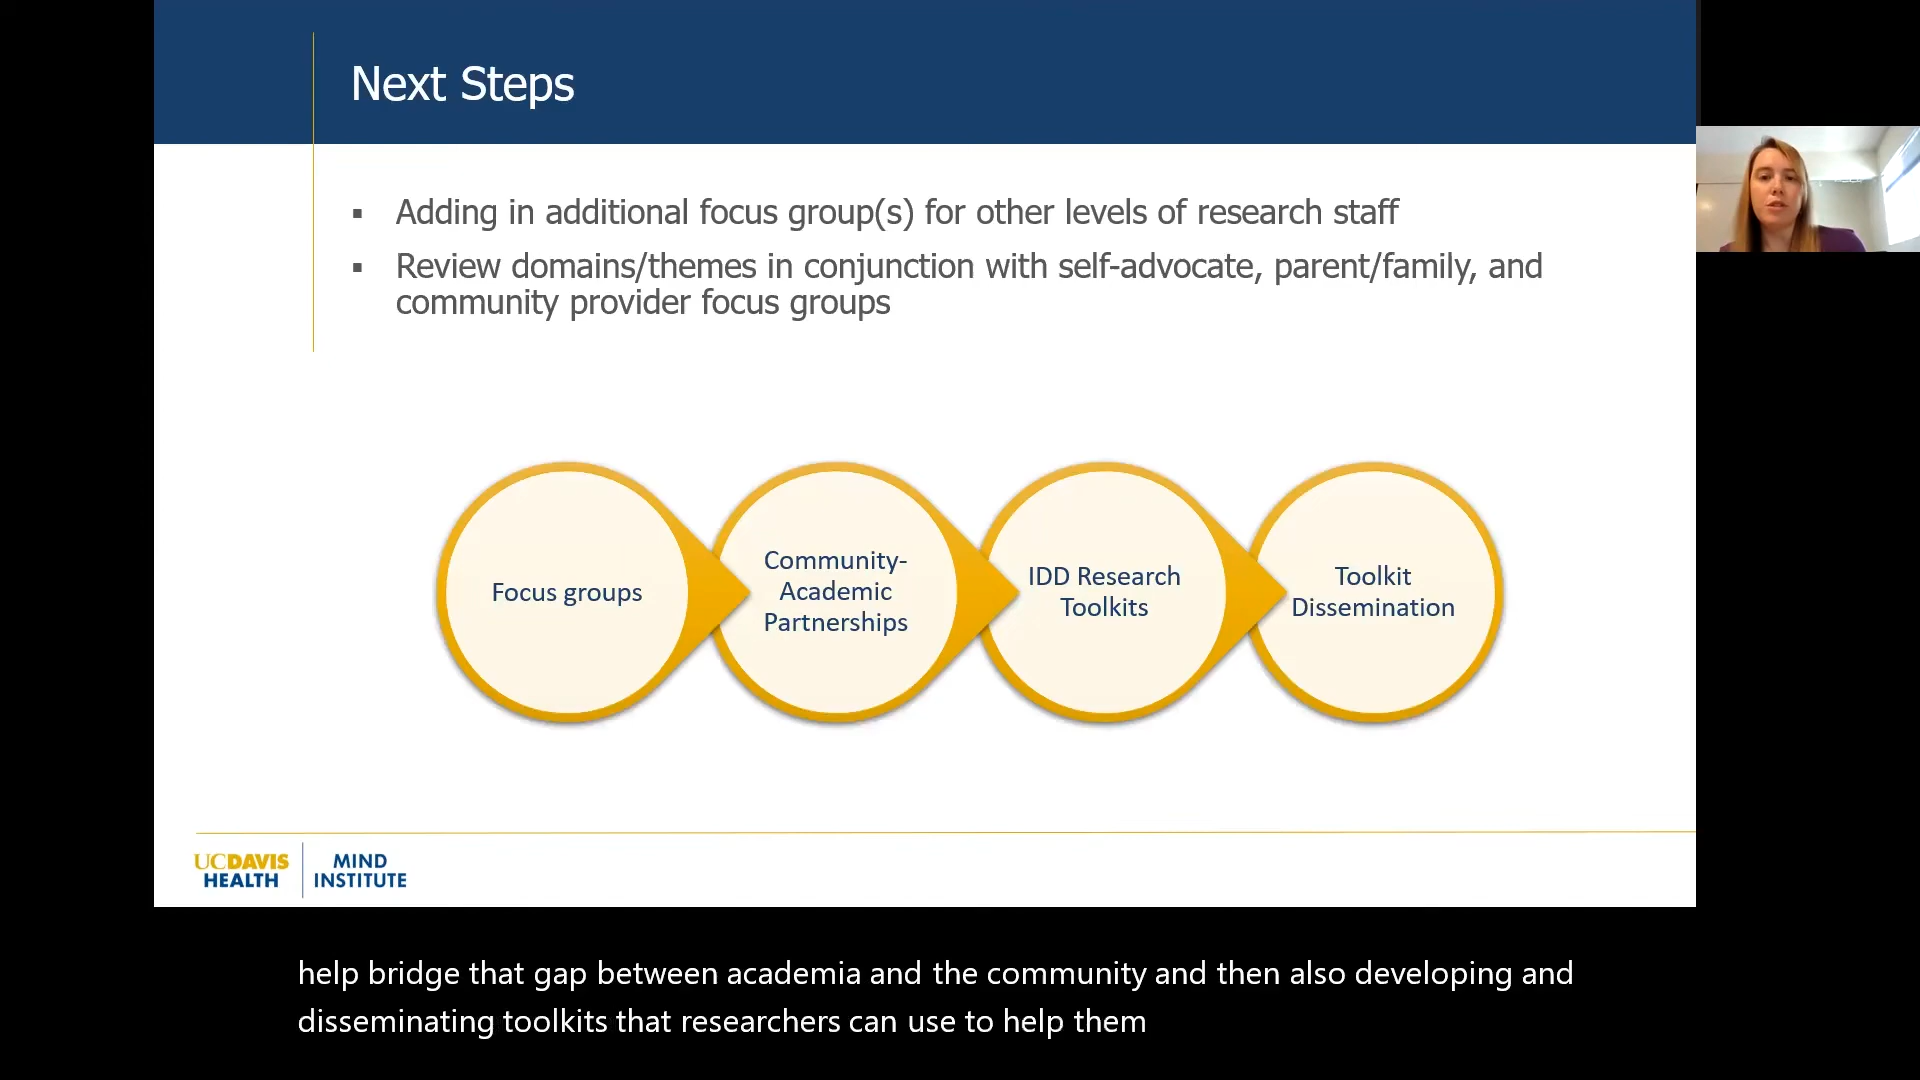 Next Steps
▪ Adding in additional focus group(s) for other levels of research staff
▪ Review domains/themes in conjunction with self-advocate, parent/family, and
community provider focus groups
Focus groups
Community-
Academic
Partnerships
IDD Research
Toolkits
Toolkit
Dissemination
UCDAVIS
HEALTH
MIND
INSTITUTE
help bridge that gap between academia and the community and then also developing and
disseminating toolkits that researchers can use to help them